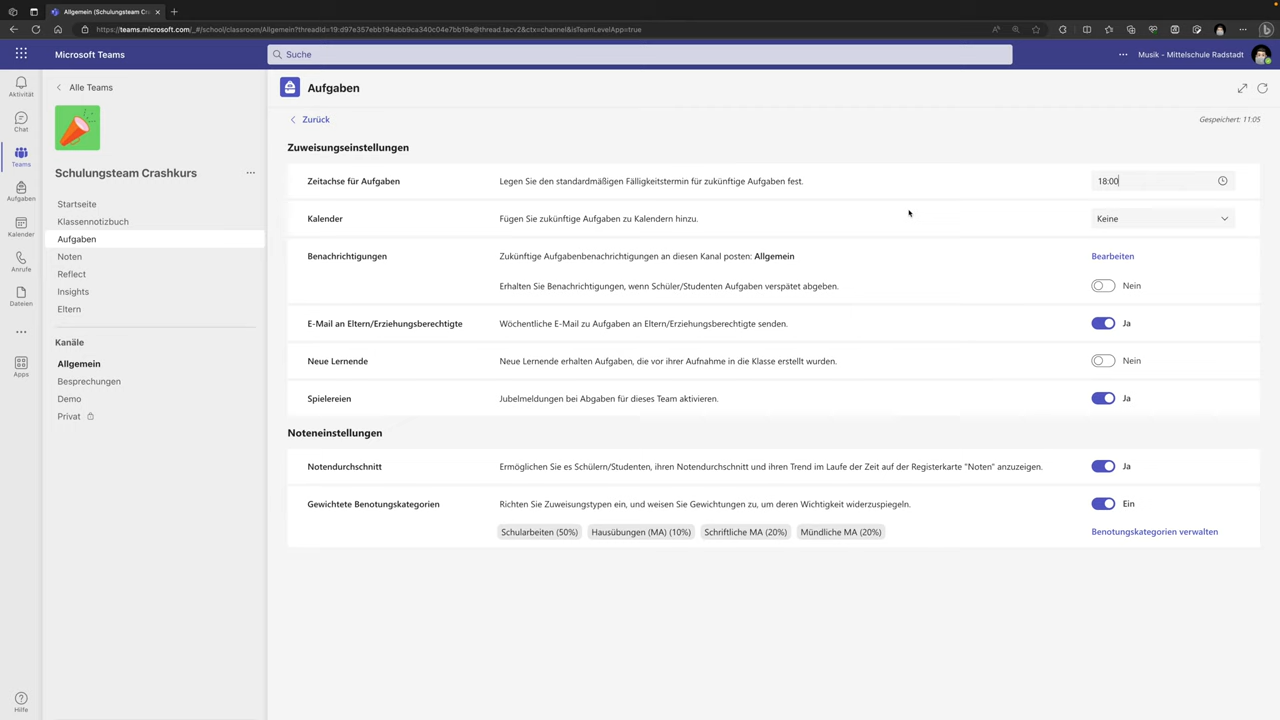 Allgemein (Schulungsteam Cra
https://teams.microsoft.com/_#/school/classroom/Allgemein?threadId=19:d97e357ebb194abb9ca340c04e7bb19e@thread.tacv2&ctx=channel&isTeamLevelApp=true
Microsoft Teams
Suche
Musik - Mittelschule Radstadt
Aktivität
Chat
Teams
Aufgaben
Kalender
Anrufe
Dateien
Apps
Hilfe
Alle Teams
Schulungsteam Crashkurs
Startseite
Klassennotizbuch
Aufgaben
Noten
Reflect
Insights
Eltern
Kanäle
Allgemein
Besprechungen
Demo
Privat
Aufgaben
Zurück
Gespeichert: 11:05
Zuweisungseinstellungen
Zeitachse für Aufgaben Legen Sie den standardmäßigen Fälligkeitstermin für zukünftige Aufgaben fest. 18:00
Kalender Fügen Sie zukünftige Aufgaben zu Kalendern hinzu. Keine
Benachrichtigungen Zukünftige Aufgabenbenachrichtigungen an diesen Kanal posten: Allgemein Bearbeiten
Erhalten Sie Benachrichtigungen, wenn Schüler/Studenten Aufgaben verspätet abgeben. Nein
E-Mail an Eltern/Erziehungsberechtigte Wöchentliche E-Mail zu Aufgaben an Eltern/Erziehungsberechtigte senden. Ja
Neue Lernende Neue Lernende erhalten Aufgaben, die vor ihrer Aufnahme in die Klasse erstellt wurden. Nein
Spielereien Jubelmeldungen bei Abgaben für dieses Team aktivieren. Ja
Noteneinstellungen
Notendurchschnitt Ermöglichen Sie es Schülern/Studenten, ihren Notendurchschnitt und ihren Trend im Laufe der Zeit auf der Registerkarte "Noten" anzuzeigen. Ja
Gewichtete Benotungskategorien Richten Sie Zuweisungstypen ein, und weisen Sie Gewichtungen zu, um deren Wichtigkeit widerzuspiegeln. Ein
Schularbeiten (50%) Hausübungen (MA) (10%) Schriftliche MA (20%) Mündliche MA (20%) Benotungskategorien verwalten